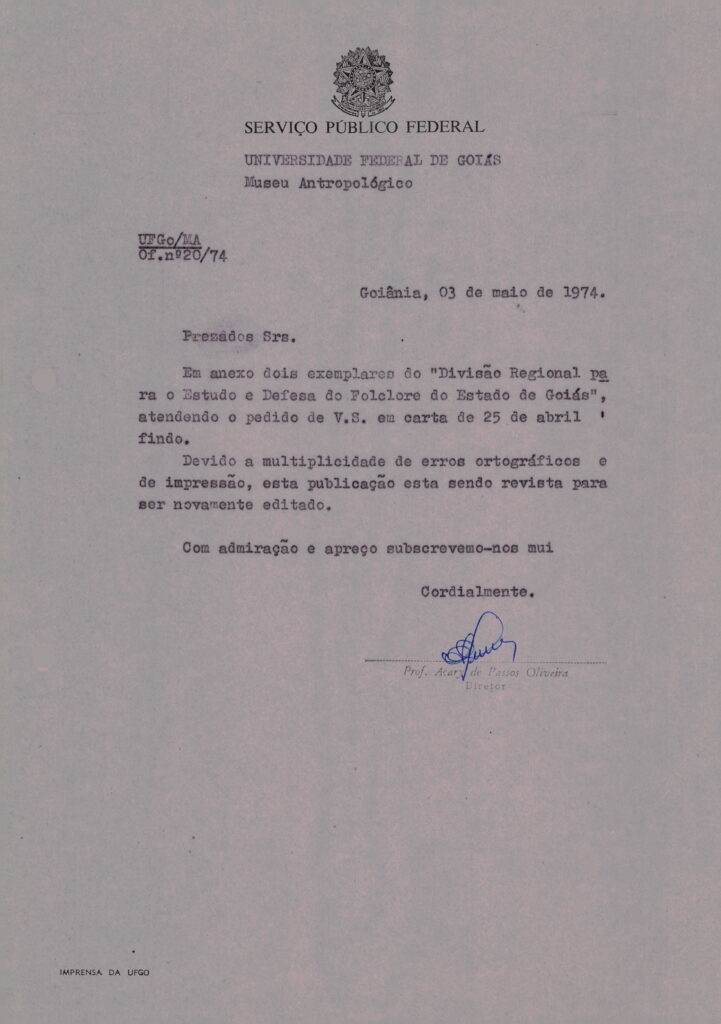 SERVIÇO PÚBLICO FEDERAL
UNIVERSIDADE FEDERAL DE GOIÁS
Museu Antropológico
UFGo/MA
Of.nº20/74
Goiânia, 03 de maio de 1974.
Prezados Srs.
Em anexo dois exemplares do "Divisão Regional pa
ra o Estudo e Defesa do Folclore do Estado de Goiás",
atendendo o pedido de V.S. em carta de 25 de abril '
findo.
Devido a multiplicidade de erros ortográficos e
de impressão, esta publicação esta sendo revista para
ser novamente editado.
Com admiração e apreço subscrevemo-nos mui
Cordialmente.
Prof. Acary de Passos Oliveira
Diretor
IMPRENSA DA UFGO